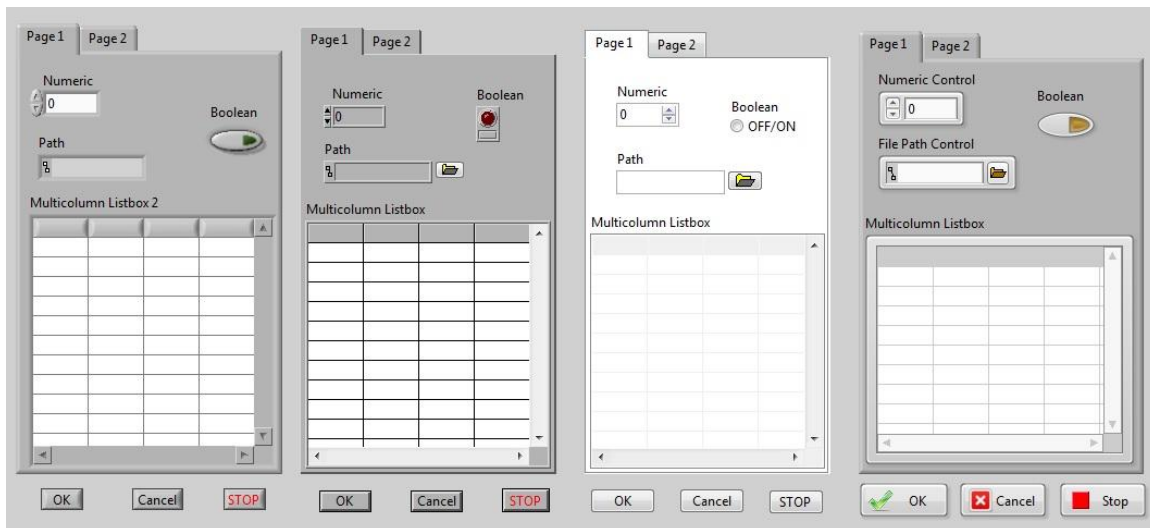 Page 1 Page 2
Numeric
0
Boolean
Path
Multicolumn Listbox 2
OK Cancel STOP
Page 1 Page 2
Numeric
0
Boolean
Path
Multicolumn Listbox
OK Cancel STOP
Page 1 Page 2
Numeric
0
Boolean
OFF/ON
Path
Multicolumn Listbox
OK Cancel STOP
Page 1 Page 2
Numeric Control
0
Boolean
File Path Control
Multicolumn Listbox
OK Cancel Stop